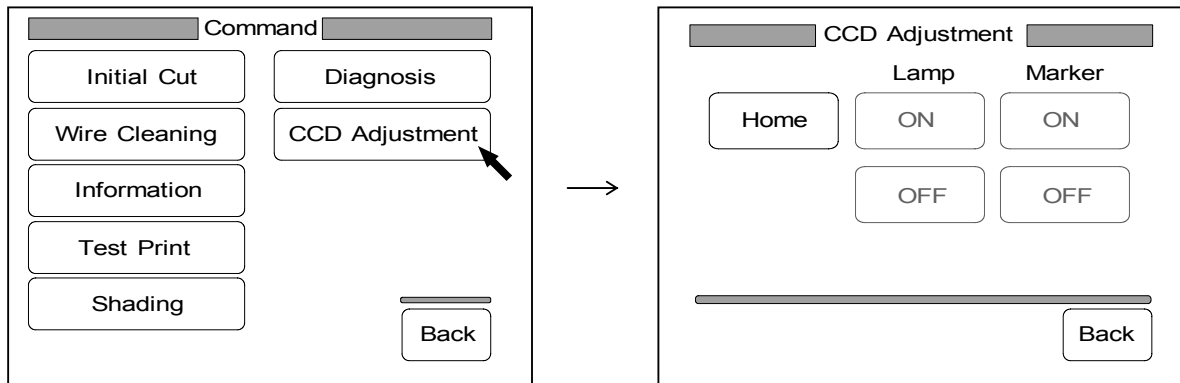 Command
Initial Cut
Diagnosis
Wire Cleaning
CCD Adjustment
Information
Test Print
Shading
Back
CCD Adjustment
Lamp
Marker
Home
ON
ON
OFF
OFF
Back